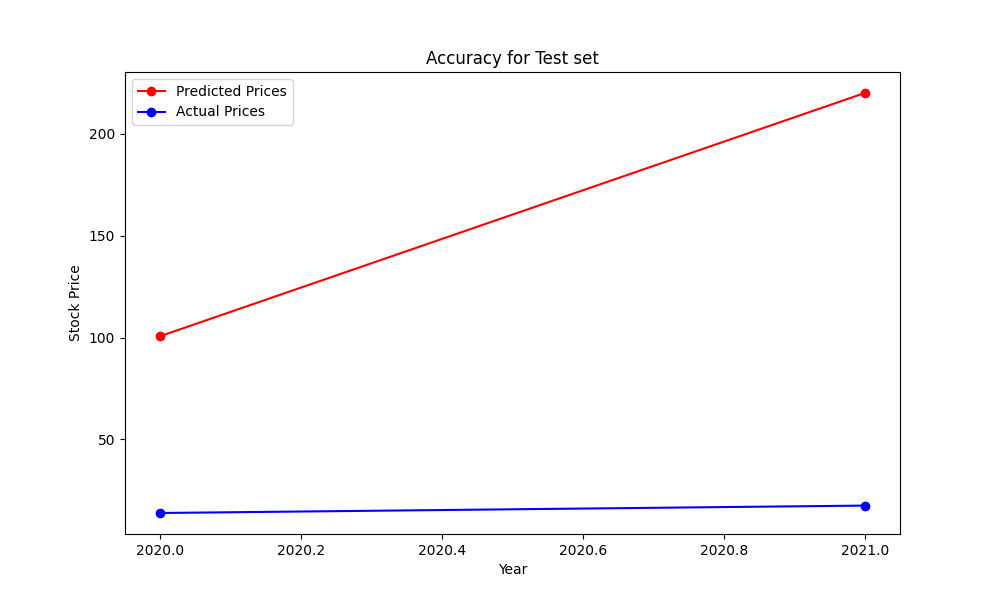 Accuracy for Test set
Predicted Prices
Actual Prices
200
150
100
50
Stock Price
2020.0 2020.2 2020.4 2020.6 2020.8 2021.0
Year